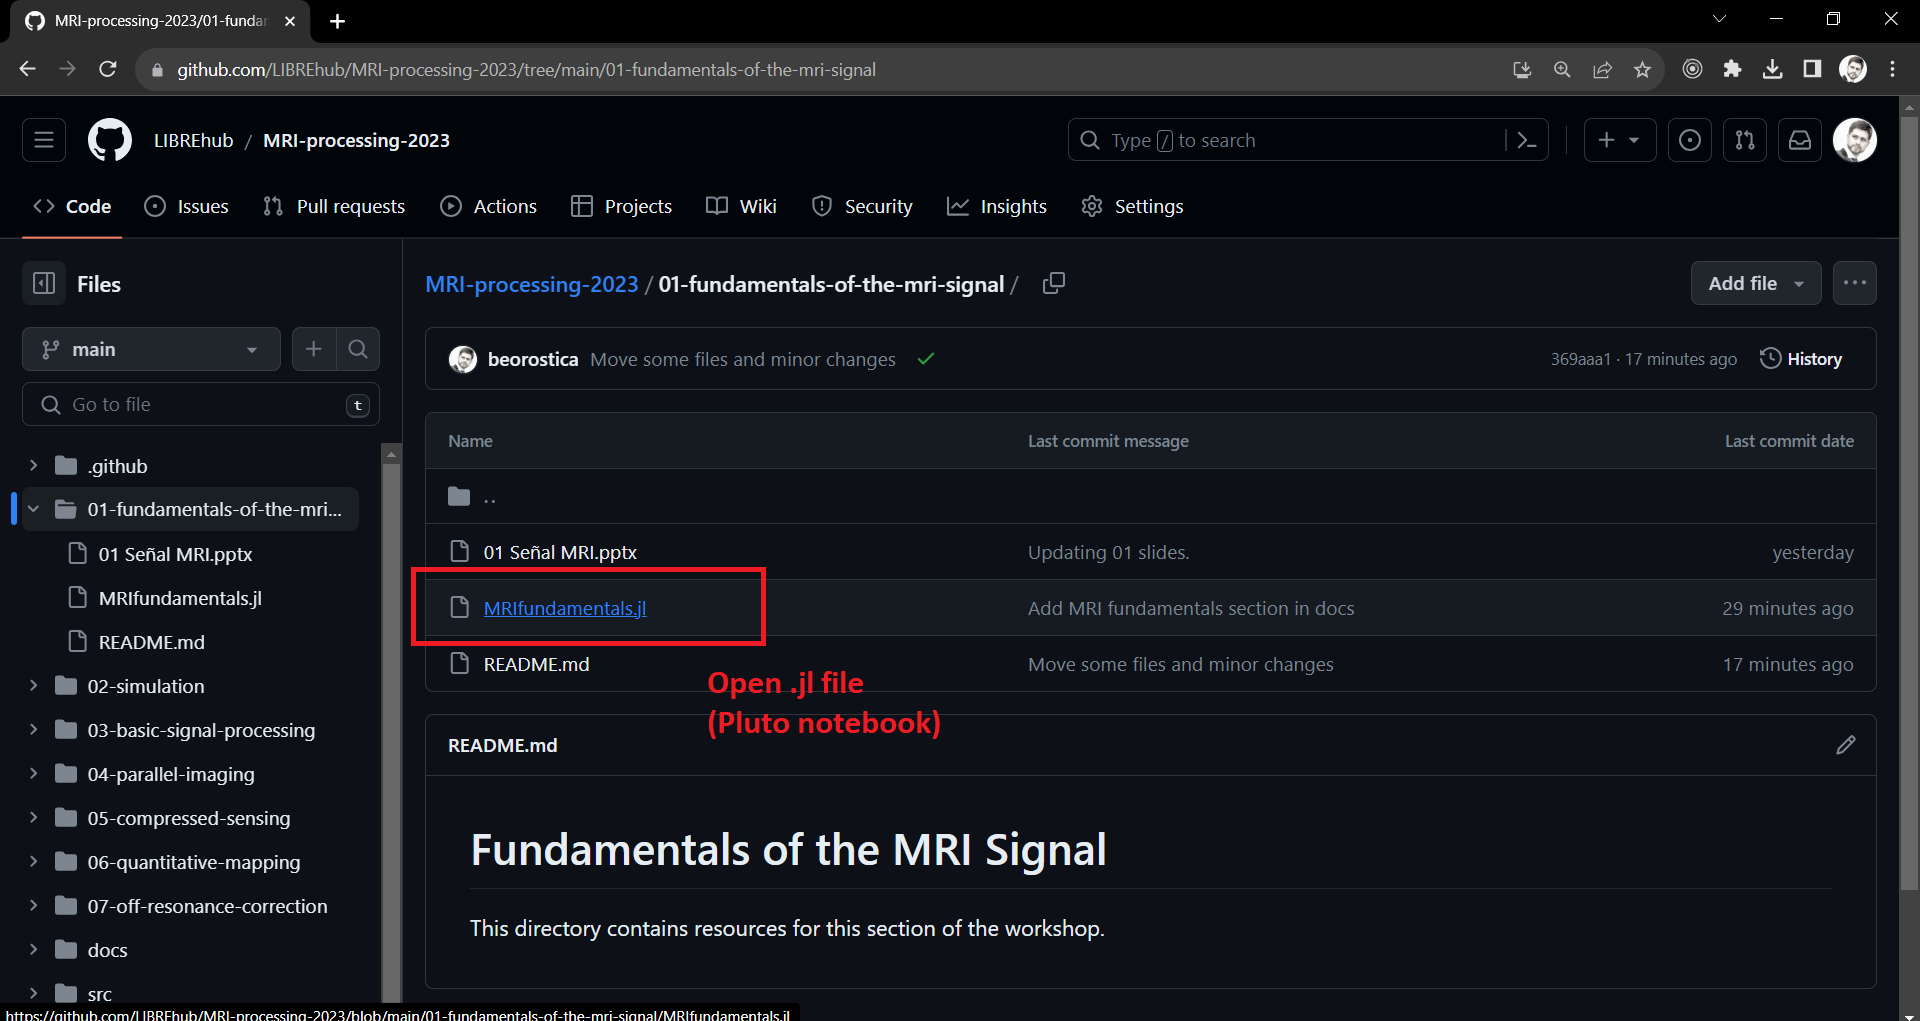 MRI-processing-2023/01-funda
github.com/LIBREhub/MRI-processing-2023/tree/main/01-fundamentals-of-the-mri-signal
LIBREhub / MRI-processing-2023
Type / to search
Code Issues Pull requests Actions Projects Wiki Security Insights Settings
Files
main
Go to file t
.github
01-fundamentals-of-the-mri...
01 Señal MRI.pptx
MRIfundamentals.jl
README.md
02-simulation
03-basic-signal-processing
04-parallel-imaging
05-compressed-sensing
06-quantitative-mapping
07-off-resonance-correction
docs
src
MRI-processing-2023 / 01-fundamentals-of-the-mri-signal /
Add file
beorostica Move some files and minor changes
369aaa1 · 17 minutes ago History
Name Last commit message Last commit date
..
01 Señal MRI.pptx Updating 01 slides. yesterday
MRIfundamentals.jl Add MRI fundamentals section in docs 29 minutes ago
README.md Move some files and minor changes 17 minutes ago
Open .jl file
(Pluto notebook)
README.md
Fundamentals of the MRI Signal
This directory contains resources for this section of the workshop.
https://github.com/LIBREhub/MRI-processing-2023/blob/main/01-fundamentals-of-the-mri-signal/MRIfundamentals.jl